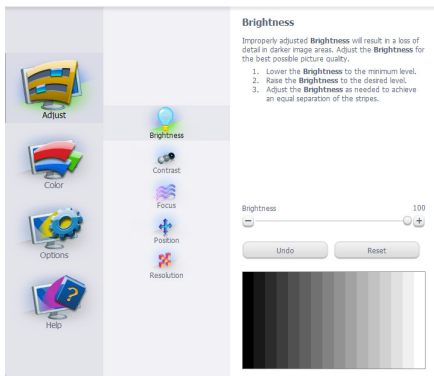 Adjust
Color
Options
Help
Brightness
Contrast
Focus
Position
Resolution
Brightness
Improperly adjusted Brightness will result in a loss of
detail in darker image areas. Adjust the Brightness for
the best possible picture quality.
1. Lower the Brightness to the minimum level.
2. Raise the Brightness to the desired level.
3. Adjust the Brightness as needed to achieve
an equal separation of the stripes.
Brightness 100
Undo Reset